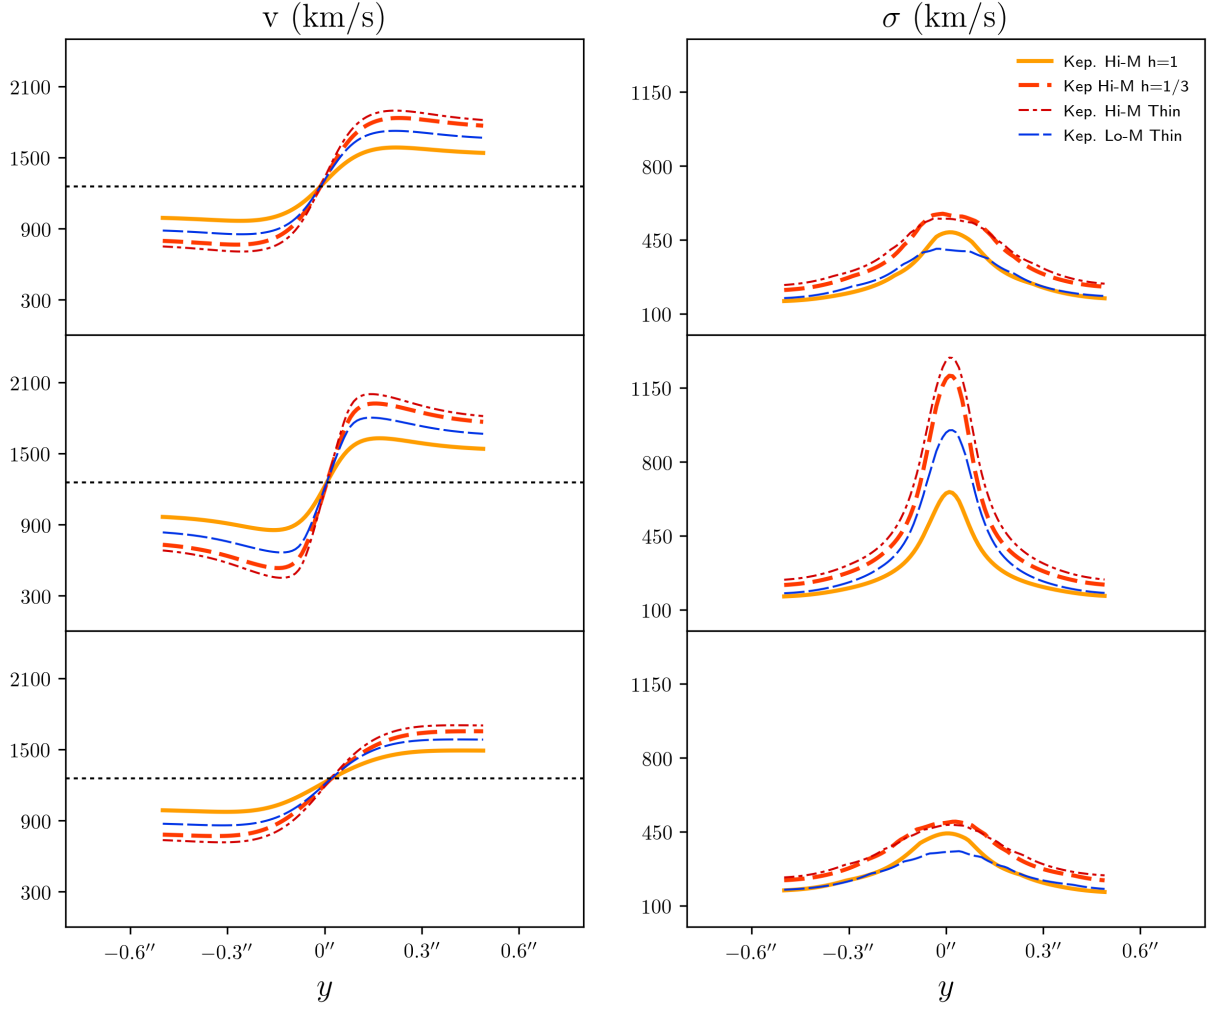 v (km/s)
σ (km/s)
2100
1500
900
300
1150
800
450
100
Kep. Hi-M h=1
Kep Hi-M h=1/3
Kep. Hi-M Thin
Kep. Lo-M Thin
2100
1500
900
300
1150
800
450
100
2100
1500
900
300
1150
800
450
100
−0.6″ −0.3″ 0″ 0.3″ 0.6″
−0.6″ −0.3″ 0″ 0.3″ 0.6″
y
y